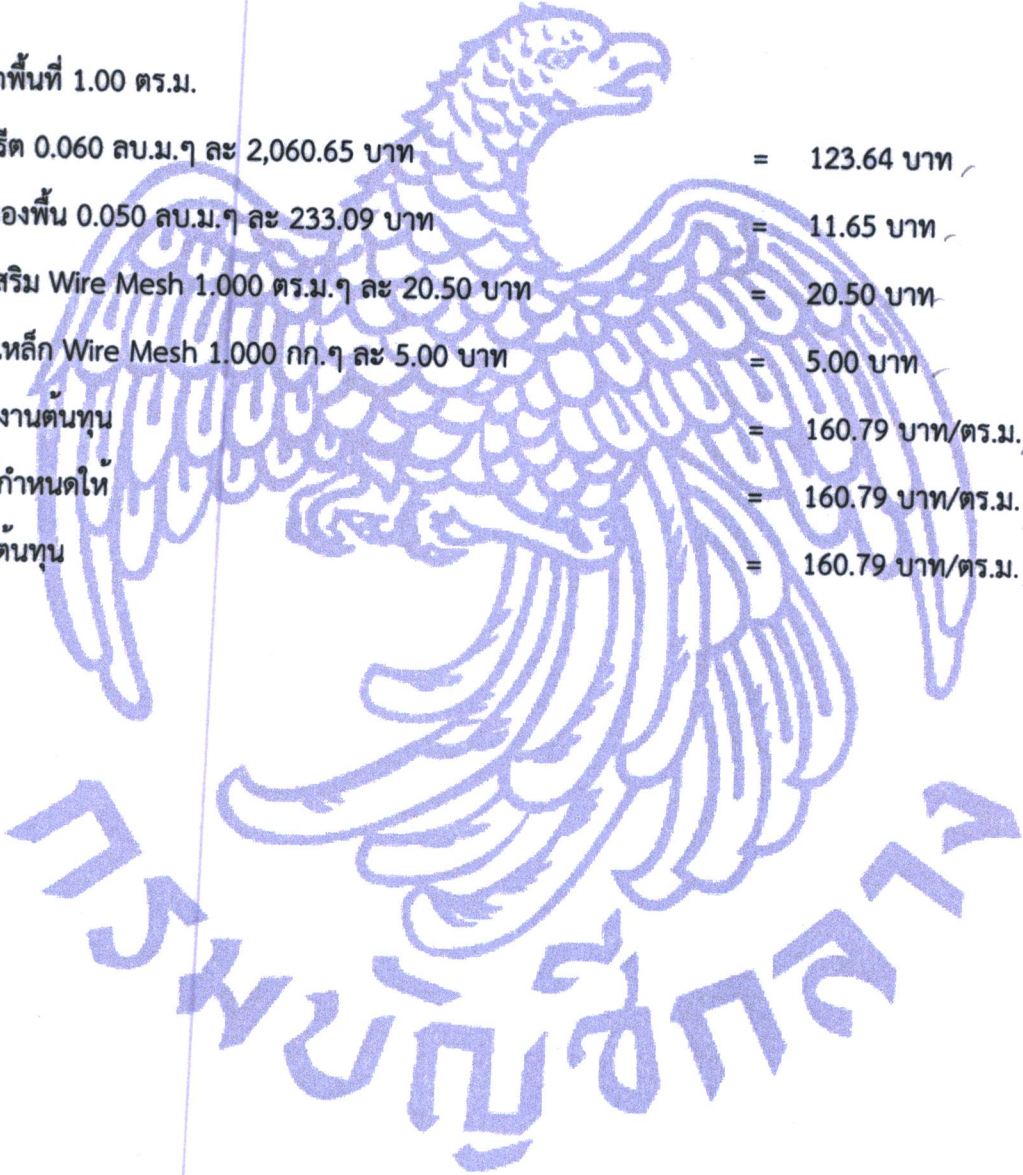 พื้นที่ 1.00 ตร.ม.
รีต 0.060 ลบ.ม.ๆ ละ 2,060.65 บาท = 123.64 บาท
องพื้น 0.050 ลบ.ม.ๆ ละ 233.09 บาท = 11.65 บาท
สริม Wire Mesh 1.000 ตร.ม.ๆ ละ 20.50 บาท = 20.50 บาท
เหล็ก Wire Mesh 1.000 กก.ๆ ละ 5.00 บาท = 5.00 บาท
งานต้นทุน = 160.79 บาท/ตร.ม.
กำหนดให้ = 160.79 บาท/ตร.ม.
ต้นทุน = 160.79 บาท/ตร.ม.
กรมบัญชีกลาง